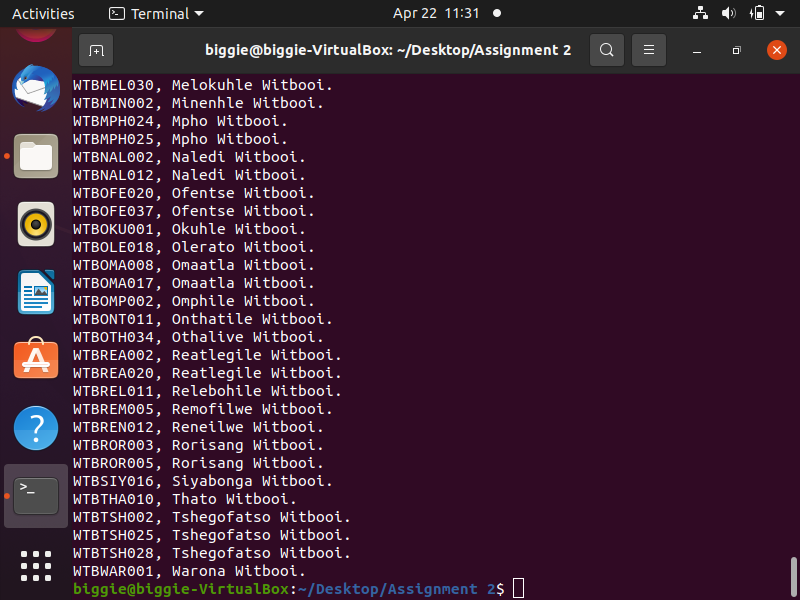 Activities Terminal Apr 22 11:31
biggie@biggie-VirtualBox: ~/Desktop/Assignment 2
WTBMEL030, Melokuhle Witbooi.
WTBMIN002, Minenhle Witbooi.
WTBMPH024, Mpho Witbooi.
WTBMPH025, Mpho Witbooi.
WTBNAL002, Naledi Witbooi.
WTBNAL012, Naledi Witbooi.
WTBOFE020, Ofentse Witbooi.
WTBOFE037, Ofentse Witbooi.
WTBOKU001, Okuhle Witbooi.
WTBOLE018, Olerato Witbooi.
WTBOMA008, Omaatla Witbooi.
WTBOMA017, Omaatla Witbooi.
WTBOMP002, Omphile Witbooi.
WTBONT011, Onthatile Witbooi.
WTBOTH034, Othalive Witbooi.
WTBREA002, Reatlegile Witbooi.
WTBREA020, Reatlegile Witbooi.
WTBREL011, Relebohile Witbooi.
WTBREM005, Remofilwe Witbooi.
WTBREN012, Reneilwe Witbooi.
WTBROR003, Rorisang Witbooi.
WTBROR005, Rorisang Witbooi.
WTBSIY016, Siyabonga Witbooi.
WTBTHA010, Thato Witbooi.
WTBTSH002, Tshegofatso Witbooi.
WTBTSH025, Tshegofatso Witbooi.
WTBTSH028, Tshegofatso Witbooi.
WTBWAR001, Warona Witbooi.
biggie@biggie-VirtualBox:~/Desktop/Assignment 2$